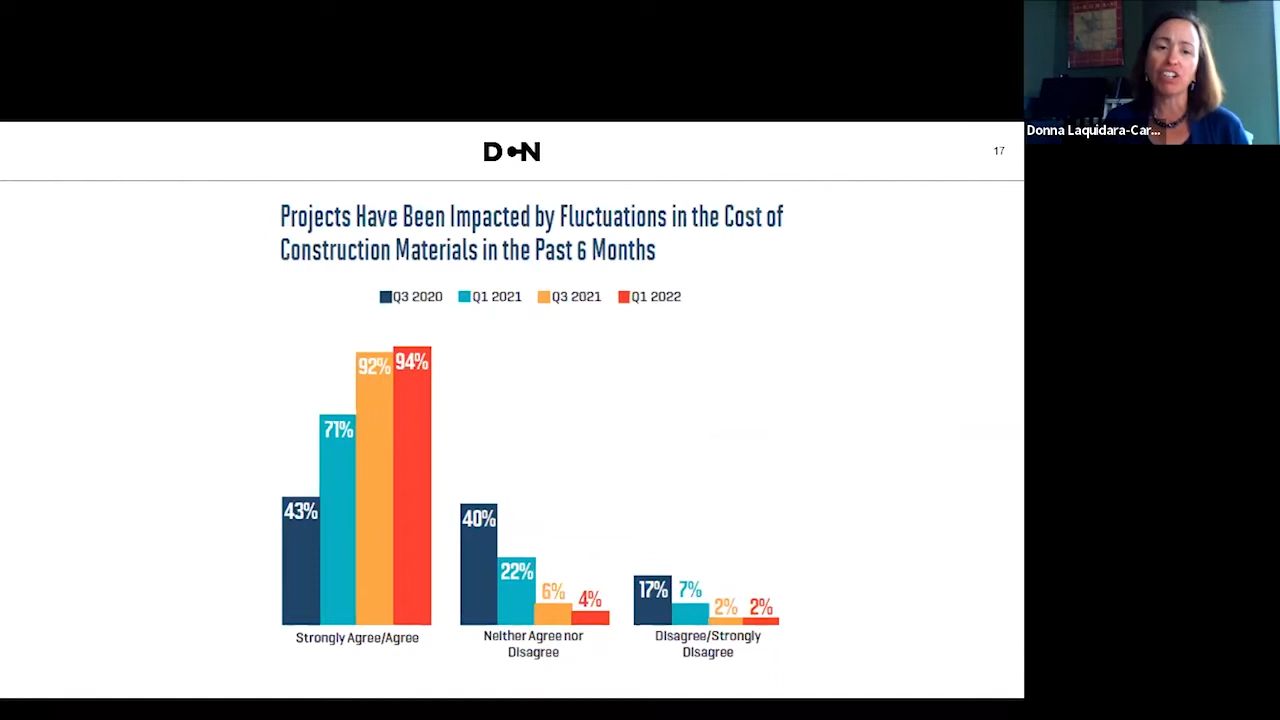 Donna Laquidara-Car...
17
Projects Have Been Impacted by Fluctuations in the Cost of
Construction Materials in the Past 6 Months
Q3 2020 Q1 2021 Q3 2021 Q1 2022
43% 71% 92% 94%
40% 22% 6% 4%
17% 7% 2% 2%
Strongly Agree/Agree
Neither Agree nor
Disagree
Disagree/Strongly
Disagree